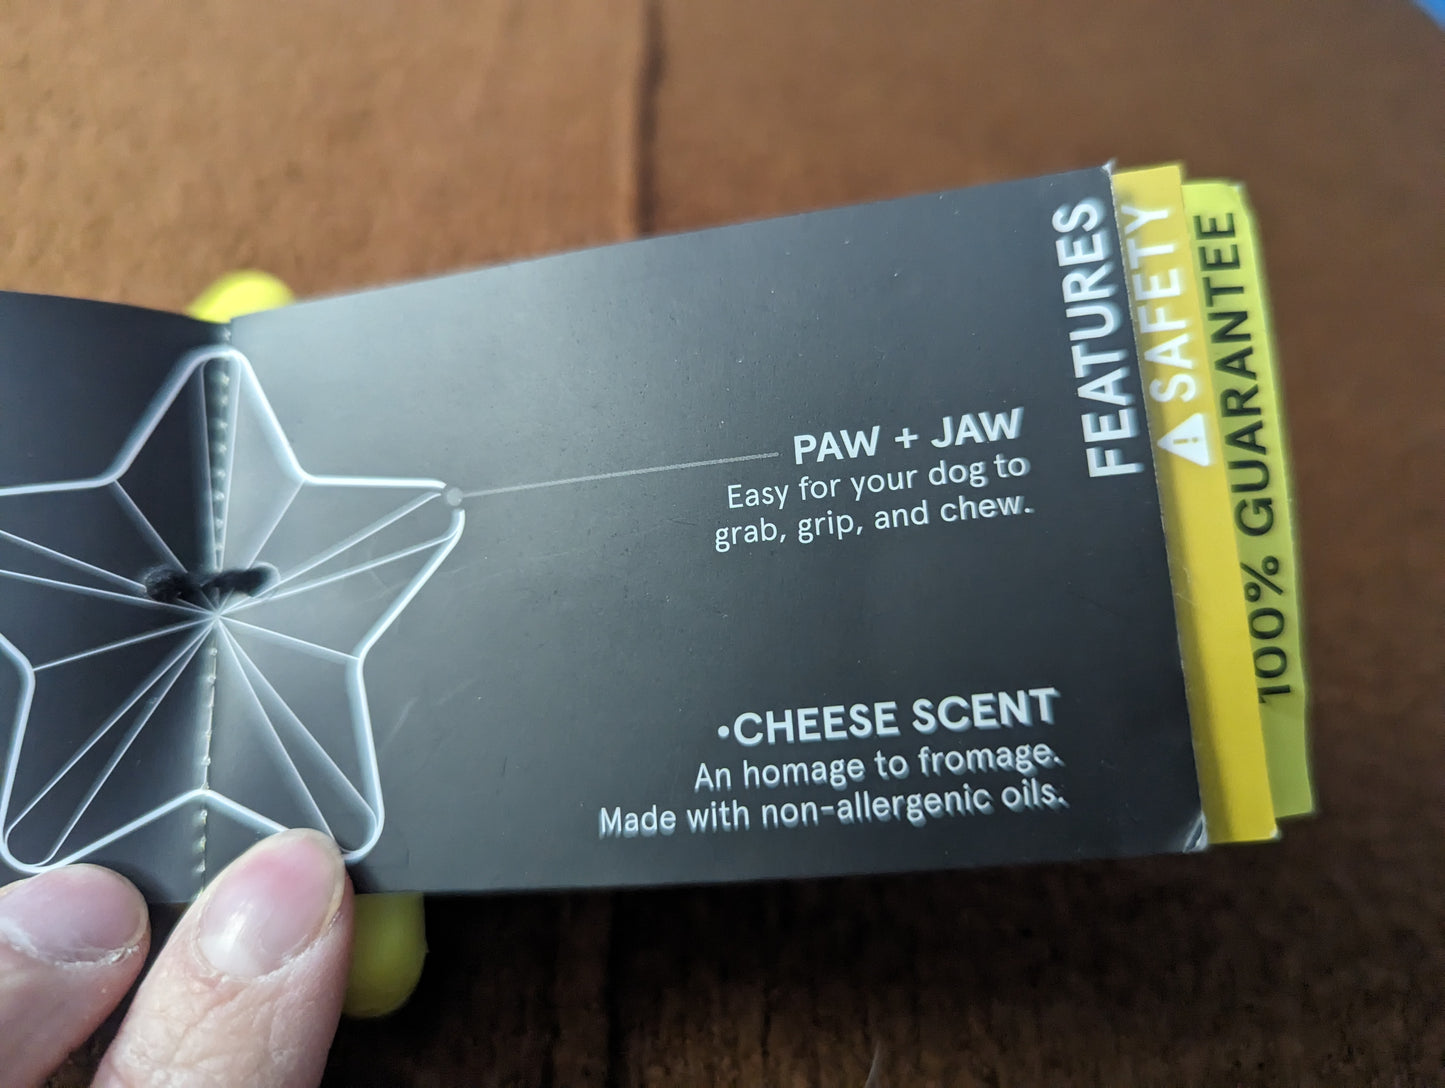 PAW + JAW
Easy for your dog to
grab, grip, and chew.
•CHEESE SCENT
An homage to fromage.
Made with non-allergenic oils.
FEATURES
SAFETY
100% GUARANTEE